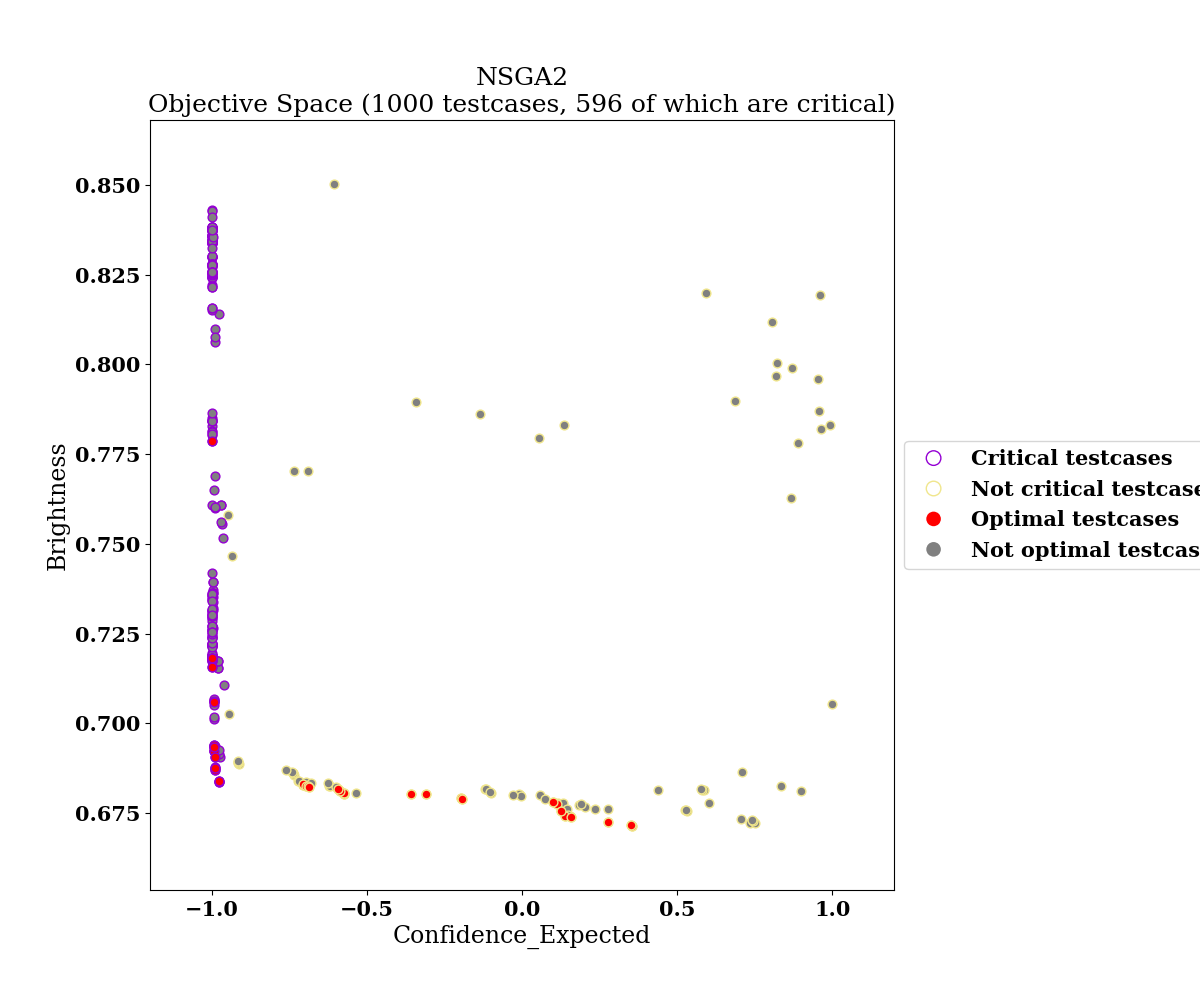 NSGA2
Objective Space (1000 testcases, 596 of which are critical)
0.850
0.825
0.800
0.775
0.750
0.725
0.700
0.675
Brightness
−1.0 −0.5 0.0 0.5 1.0
Confidence_Expected
Critical testcases
Not critical testcase
Optimal testcases
Not optimal testcas